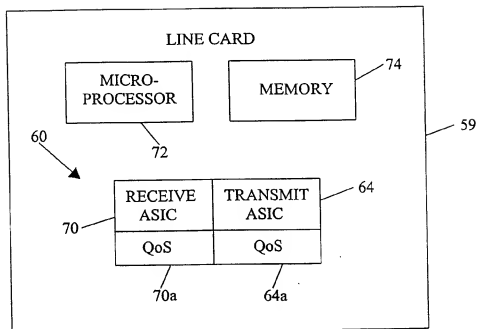 LINE CARD
74
MICRO-
PROCESSOR
MEMORY
72
59
60
64
RECEIVE
ASIC
TRANSMIT
ASIC
70
QoS
QoS
70a
64a